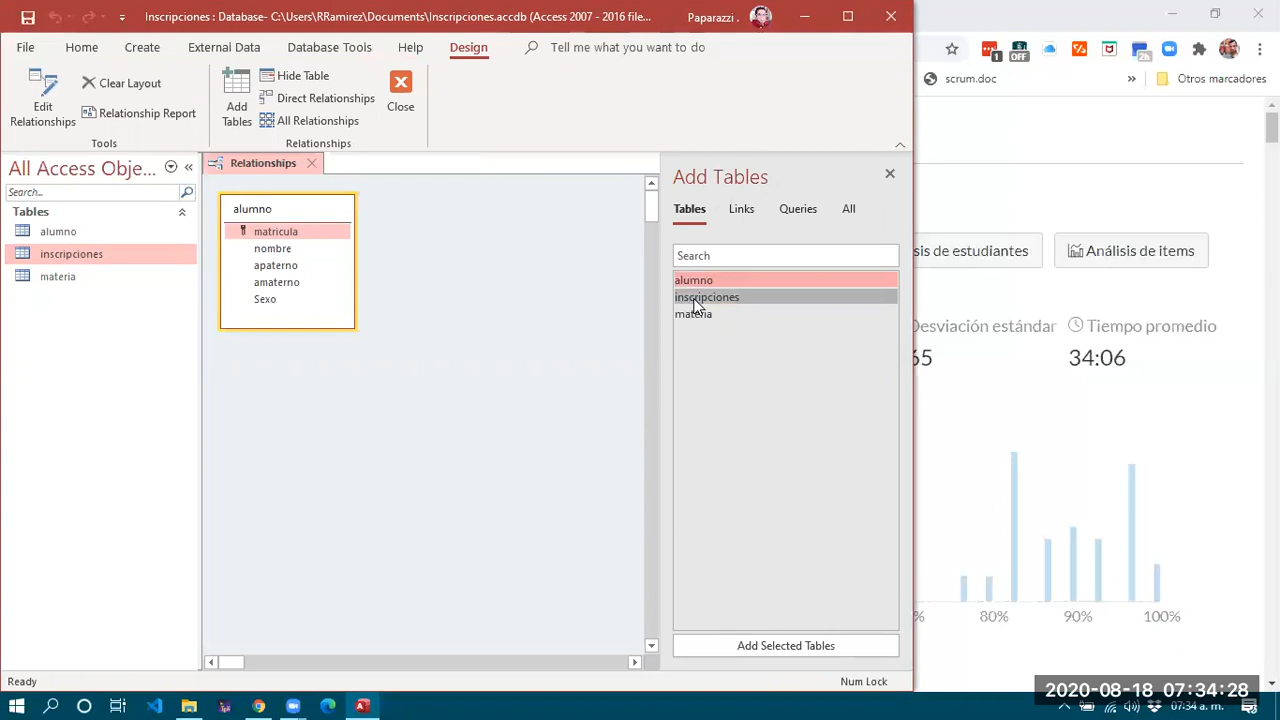 Inscripciones : Database- C:\Users\RRamirez\Documents\Inscripciones.accdb (Access 2007 - 2016 file...
Paparazzi .
File Home Create External Data Database Tools Help Design Tell me what you want to do
Edit Relationships
Clear Layout
Relationship Report
Tools
Add Tables
Hide Table
Direct Relationships
All Relationships
Close
Relationships
All Access Obje...
Search...
Tables
alumno
inscripciones
materia
Relationships
alumno
matricula
nombre
apaterno
amaterno
Sexo
Add Tables
Tables Links Queries All
Search
alumno
inscripciones
materia
Add Selected Tables
Ready
Num Lock
1
OFF
scrum.doc
»
Otros marcadores
sis de estudiantes
Análisis de items
Desviación estándar
Tiempo promedio
65
34:06
%
80%
90%
100%
2020-08-18 07:34:28
07:34 a. m.